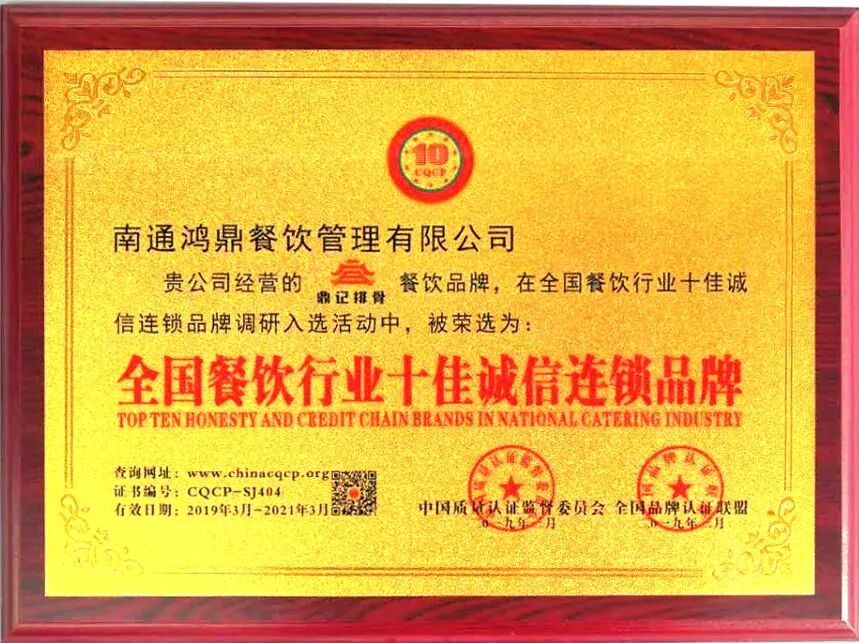 10
CQCP
南通鸿鼎餐饮管理有限公司
贵公司经营的 鼎记排骨 餐饮品牌，在全国餐饮行业十佳诚
信连锁品牌调研入选活动中，被荣选为：
全国餐饮行业十佳诚信连锁品牌
TOP TEN HONESTY AND CREDIT CHAIN BRANDS IN NATIONAL CATERING INDUSTRY
查询网址：www.chinacqcp.org
证书编号：CQCP-SJ404
有效日期：2019年3月-2021年3月
中国质量认证监督委员会 全国品牌认证联盟